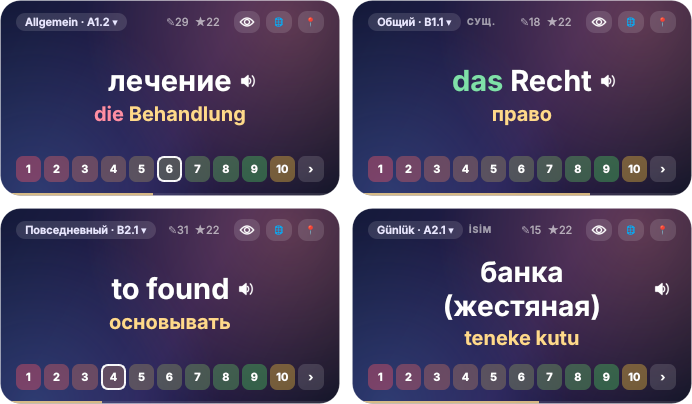 Allgemein · A1.2 ▾ ✎29 ★22
лечение
die Behandlung
1 2 3 4 5 6 7 8 9 10 ›
Общий · B1.1 ▾ СУЩ. ✎18 ★22
das Recht
право
1 2 3 4 5 6 7 8 9 10 ›
Повседневный · B2.1 ▾ ✎31 ★22
to found
основывать
1 2 3 4 5 6 7 8 9 10 ›
Günlük · A2.1 ▾ İSİM ✎15 ★22
банка
(жестяная)
teneke kutu
1 2 3 4 5 6 7 8 9 10 ›